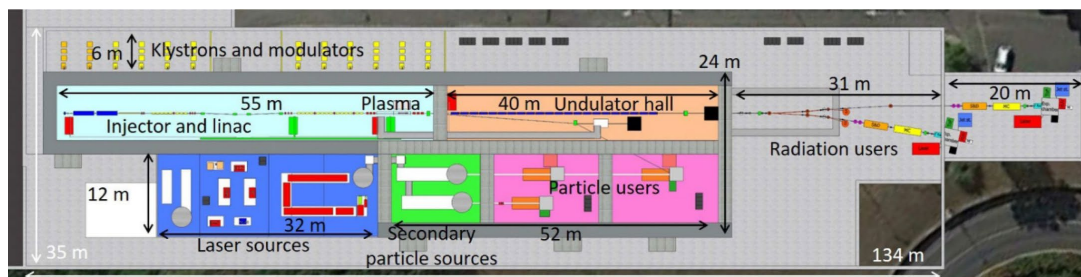 Klystrons and modulators
6 m
24 m
55 m
Plasma
40 m
Undulator hall
31 m
20 m
Injector and linac
Radiation users
12 m
Particle users
32 m
Laser sources
Secondary
particle sources
52 m
35 m
134 m